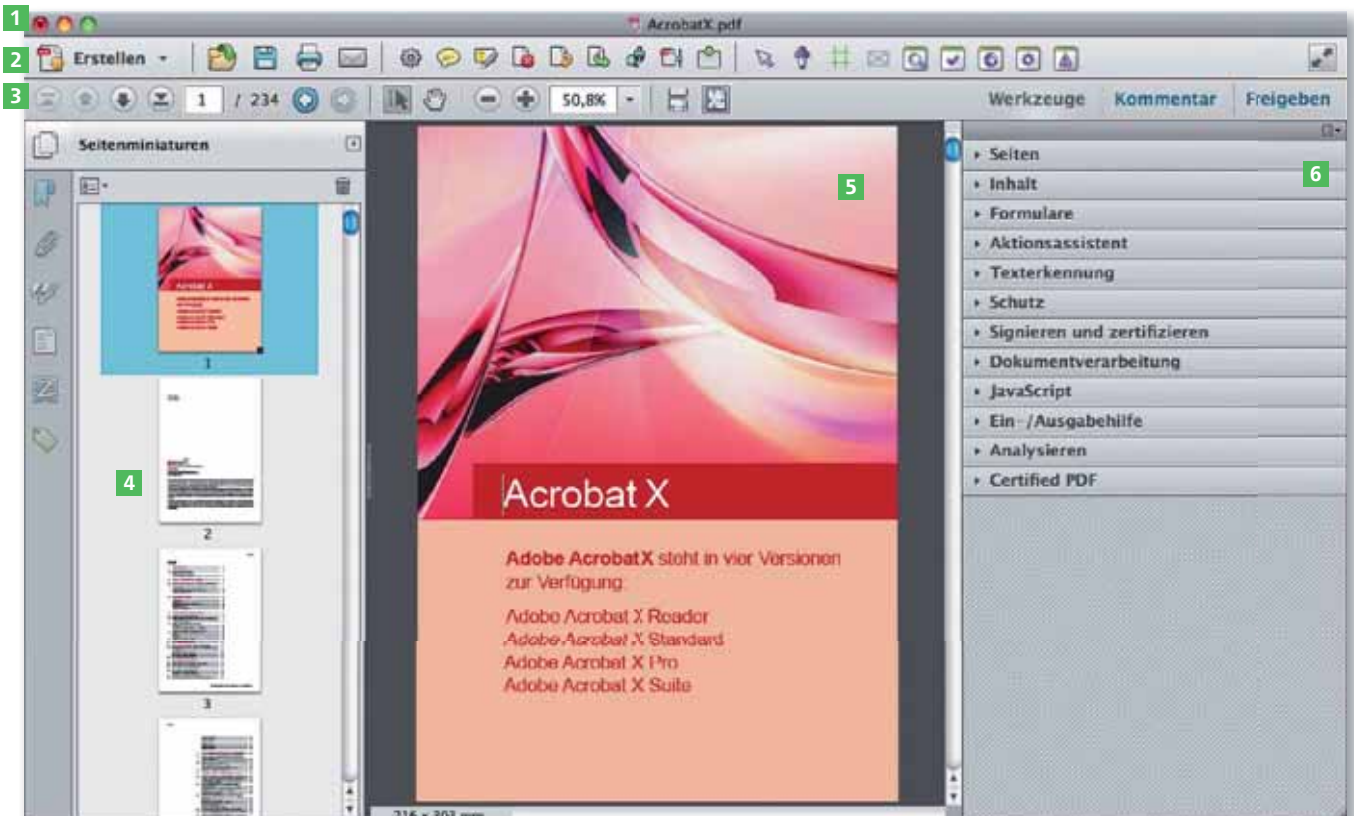 1
AcrobatX.pdf
2
Erstellen
3
1 / 234
50,8%
Werkzeuge Kommentar Freigeben
Seitenminiaturen
1
4
2
3
5
Acrobat X
Adobe AcrobatX steht in vier Versionen
zur Verfügung:
Adobe Acrobat X Reader
Adobe Acrobat X Standard
Adobe Acrobat X Pro
Adobe Acrobat X Suite
216 x 303 mm
6
Seiten
Inhalt
Formulare
Aktionsassistent
Texterkennung
Schutz
Signieren und zertifizieren
Dokumentverarbeitung
JavaScript
Ein-/Ausgabehilfe
Analysieren
Certified PDF